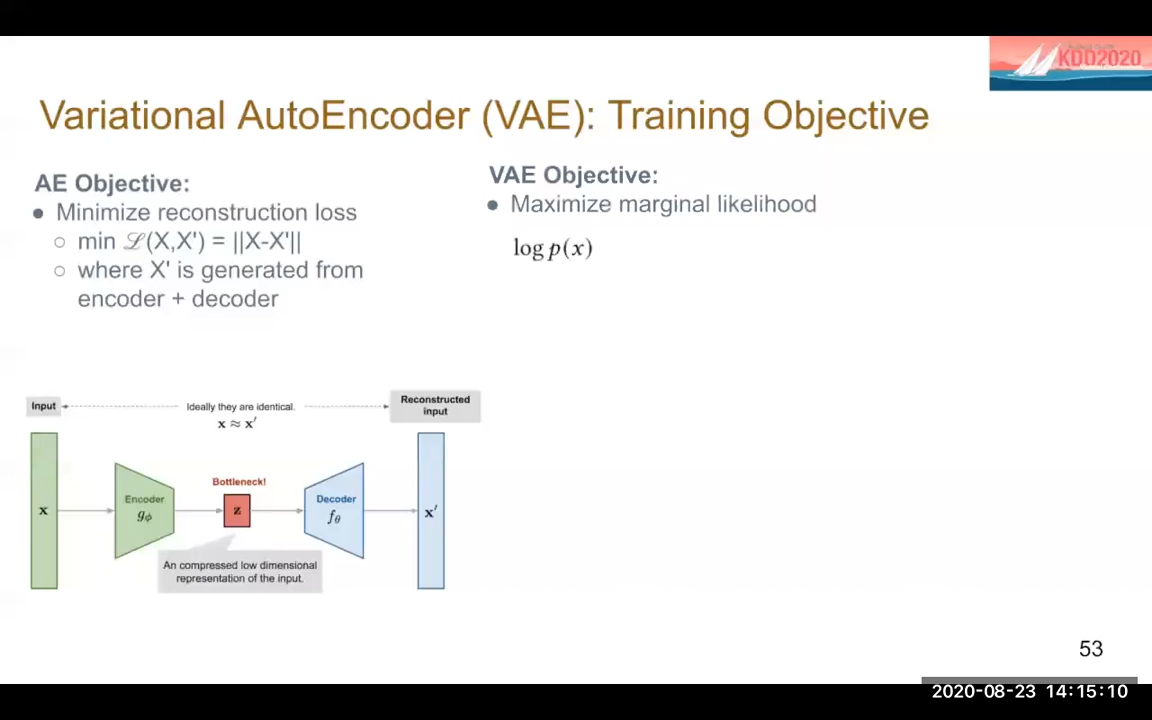 KDD2020
Variational AutoEncoder (VAE): Training Objective
AE Objective:
● Minimize reconstruction loss
○ min ℒ(X,X') = ||X-X'||
○ where X' is generated from
encoder + decoder
VAE Objective:
● Maximize marginal likelihood
log p(x)
Input
Ideally they are identical.
x ≈ x′
Reconstructed
input
x
Encoder
gϕ
Bottleneck!
z
Decoder
fθ
x′
An compressed low dimensional
representation of the input.
53
2020-08-23 14:15:10